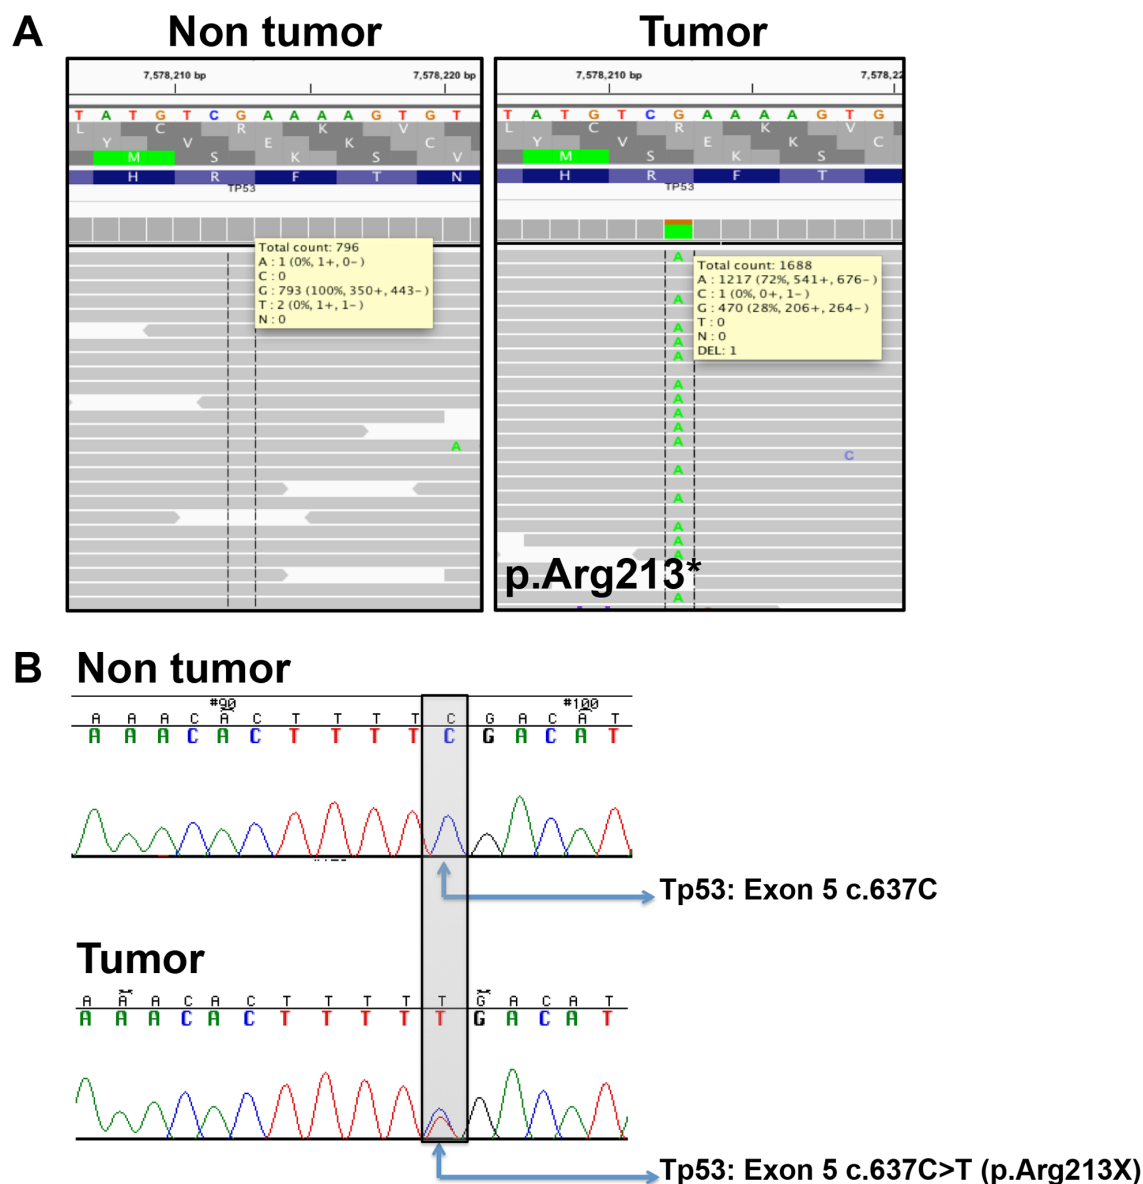 A
Non tumor
Tumor
7,578,210 bp
7,578,220 bp
T A T G T C G A A A A G T G T
L C R K V
Y V E K C
M S K S V
H R F T N
TP53
Total count: 796
A : 1 (0%, 1+, 0-)
C : 0
G : 793 (100%, 350+, 443-)
T : 2 (0%, 1+, 1-)
N : 0
A
7,578,210 bp
7,578,22
T A T G T C G A A A A G T G
L C R K V
Y V E K C
M S K S
H R F T
TP53
A
Total count: 1688
A : 1217 (72%, 541+, 676-)
C : 1 (0%, 0+, 1-)
G : 470 (28%, 206+, 264-)
T : 0
N : 0
DEL: 1
A
A
A
A
A
A
A
A
A
C
A
A
A
A
A
p.Arg213*
A
B
Non tumor
#90 #100
A A A C A C T T T T C G A C A T
A A A C A C T T T T C G A C A T
Tp53: Exon 5 c.637C
Tumor
A A A C A C T T T T T G A C A T
A A A C A C T T T T T G A C A T
Tp53: Exon 5 c.637C>T (p.Arg213X)